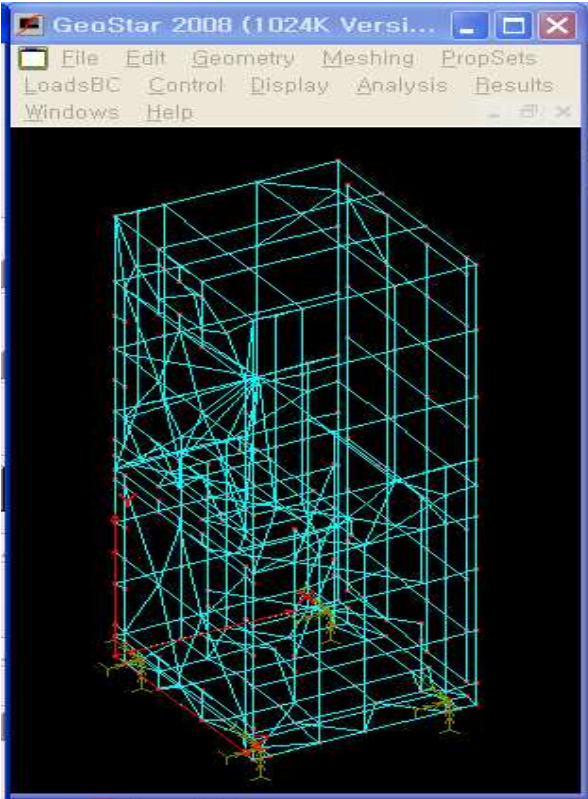 GeoStar 2008 (1024K Versi...
File Edit Geometry Meshing PropSets
LoadsBC Control Display Analysis Results
Windows Help